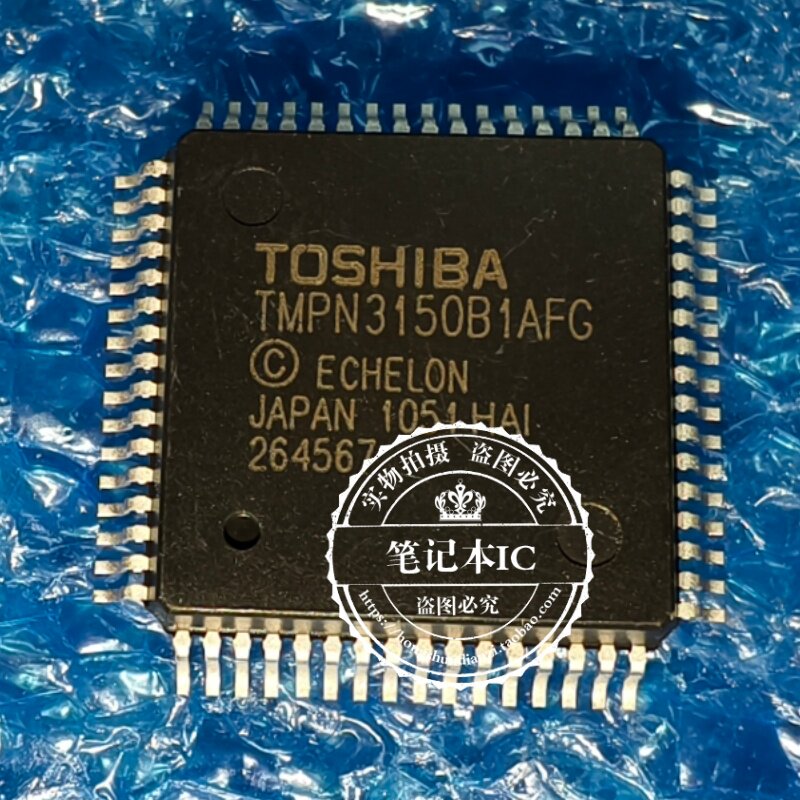 TOSHIBA
TMPN3150B1AFG
© ECHELON
JAPAN 1051 HAI
264567
实物拍摄 盗图必究
笔记本IC
盗图必究